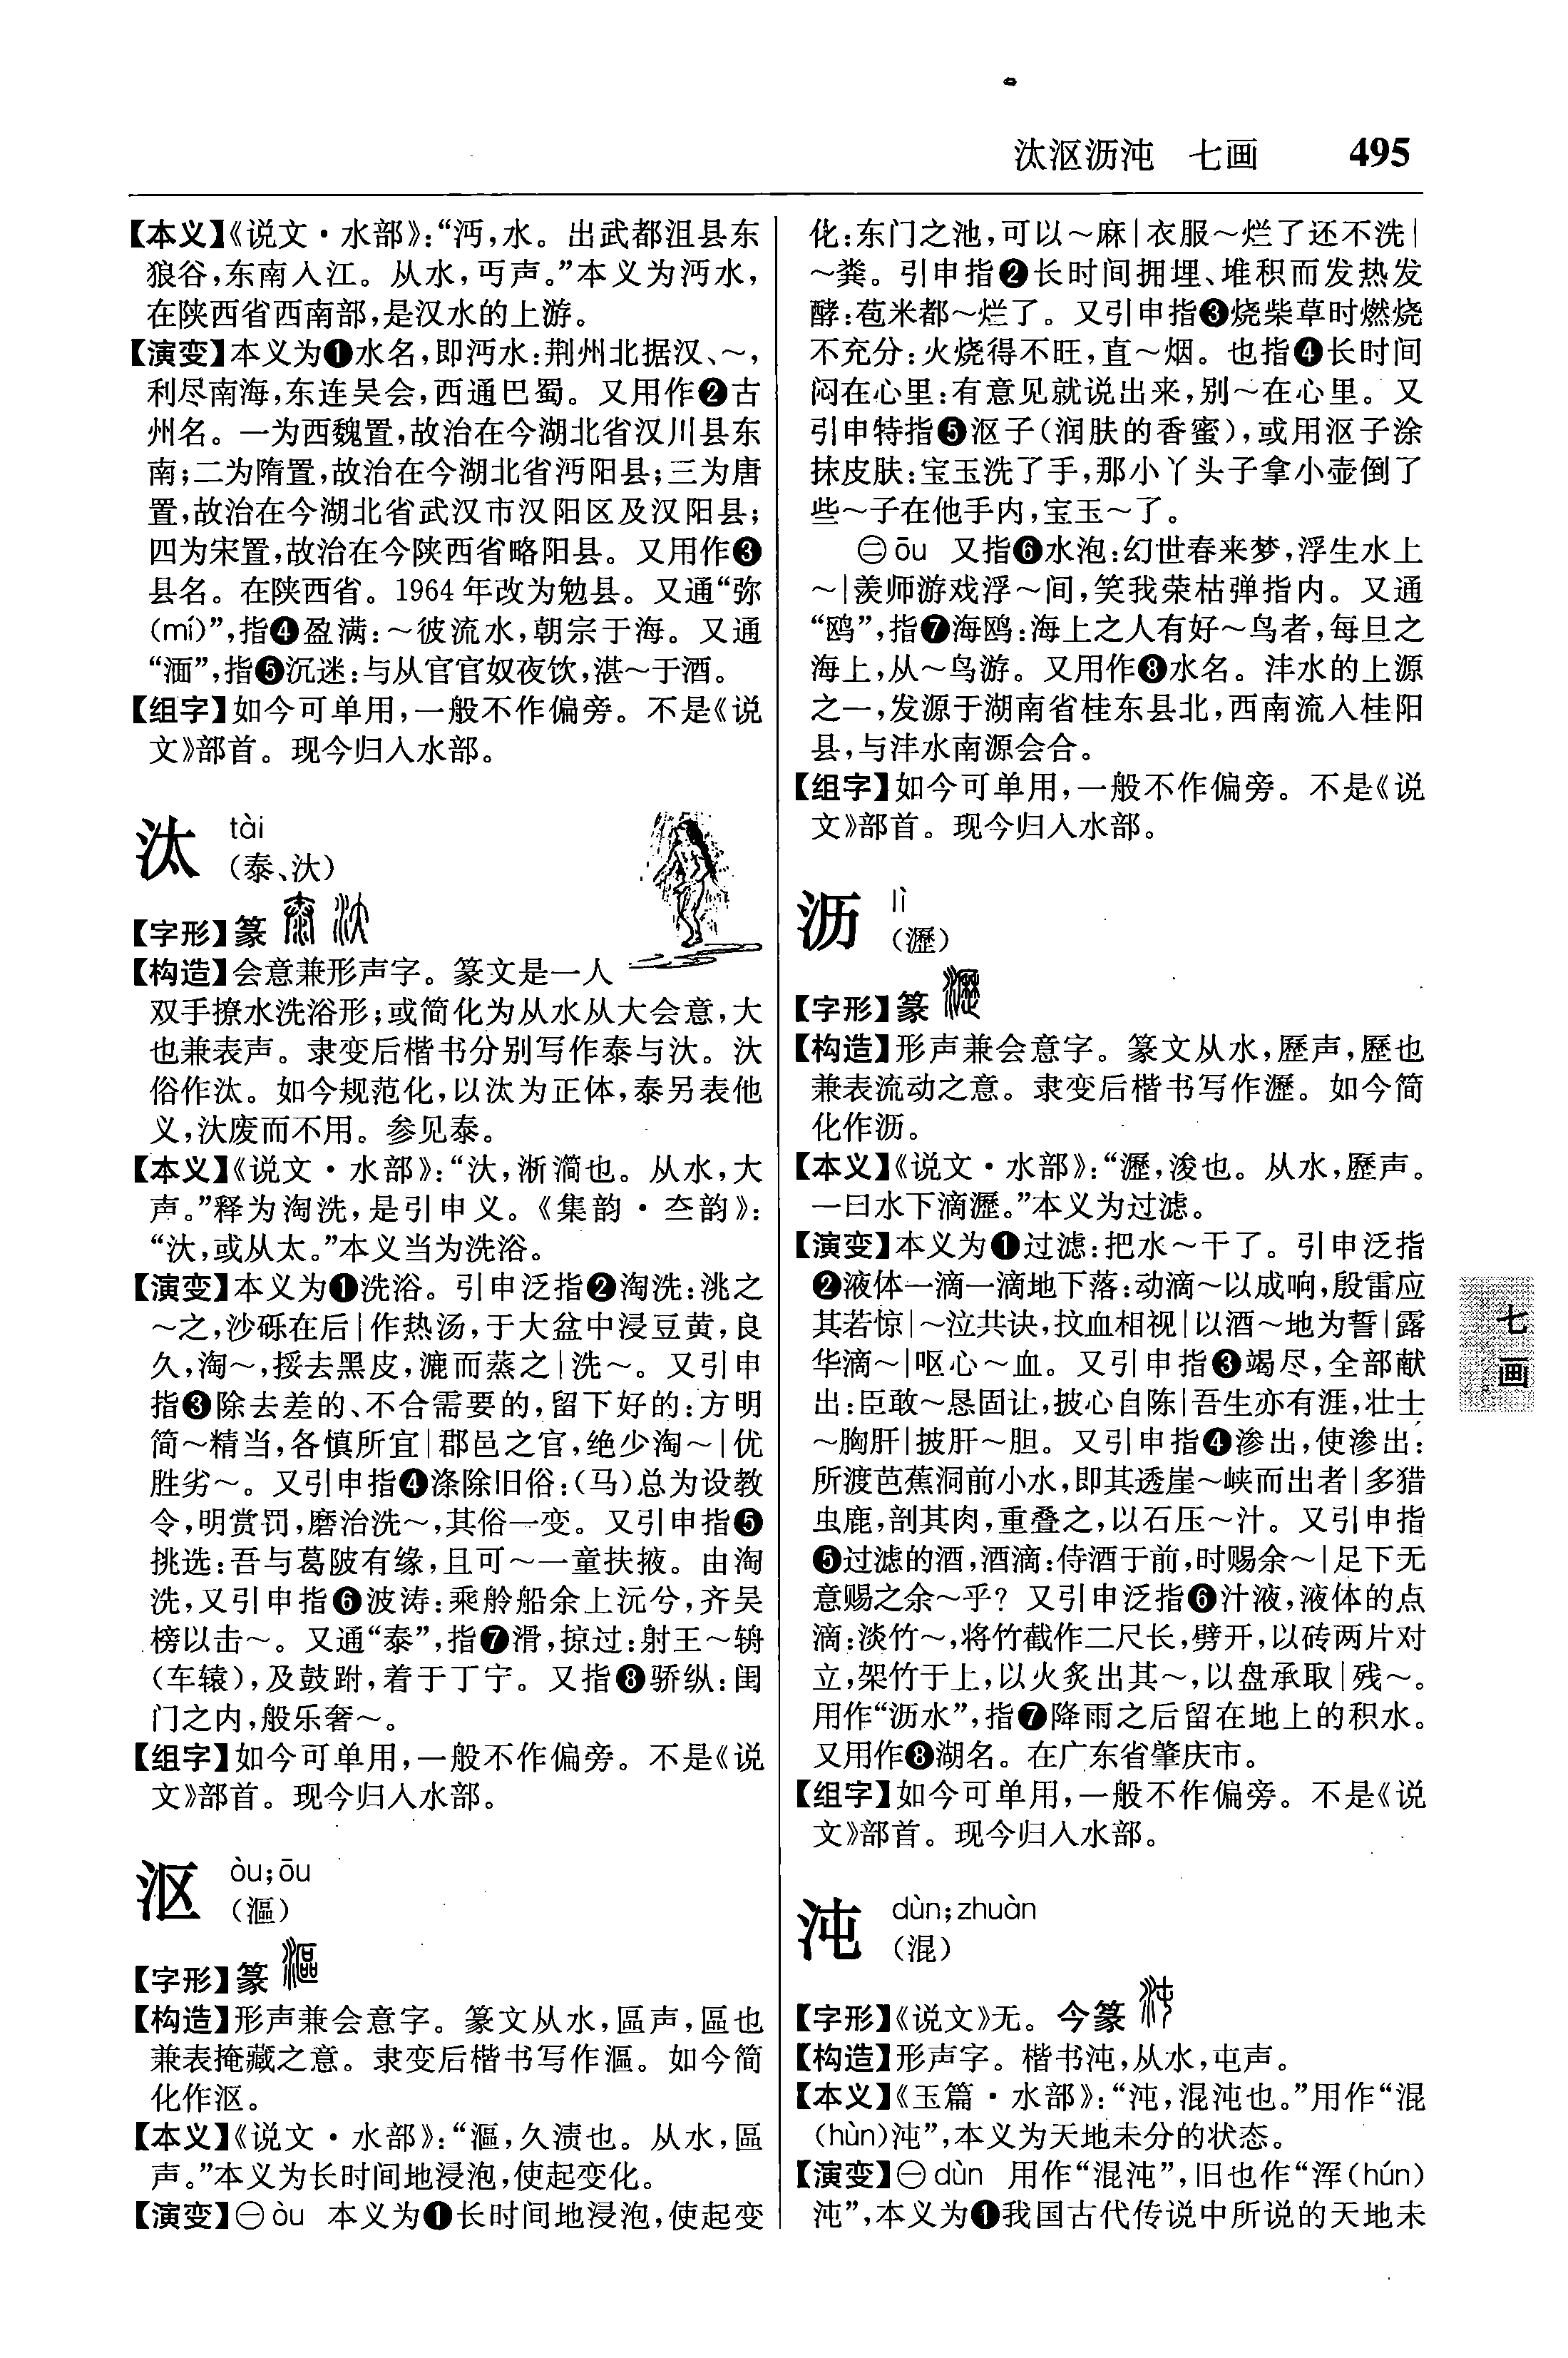 汰沤沥沌 七画 495
【本义】《说文·水部》:“沔,水。出武都沮县东
狼谷,东南入江。从水,丏声。”本义为沔水,
在陕西省西南部,是汉水的上游。
【演变】本义为❶水名,即沔水:荆州北据汉、～,
利尽南海,东连吴会,西通巴蜀。又用作❷古
州名。一为西魏置,故治在今湖北省汉川县东
南;二为隋置,故治在今湖北省沔阳县;三为唐
置,故治在今湖北省武汉市汉阳区及汉阳县;
四为宋置,故治在今陕西省略阳县。又用作❸
县名。在陕西省。1964年改为勉县。又通“弥
(mí)”,指❹盈满:～彼流水,朝宗于海。又通
“湎”,指❺沉迷:与从官官奴夜饮,湛～于酒。
【组字】如今可单用,一般不作偏旁。不是《说
文》部首。现今归入水部。
汰 tài
(泰、汏)
【字形】篆
【构造】会意兼形声字。篆文是一人
双手撩水洗浴形;或简化为从水从大会意,大
也兼表声。隶变后楷书分别写作泰与汏。汏
俗作汰。如今规范化,以汰为正体,泰另表他
义,汏废而不用。参见泰。
【本义】《说文·水部》:“汏,淅澗也。从水,大
声。”释为淘洗,是引申义。《集韵·夳韵》:
“汏,或从太。”本义当为洗浴。
【演变】本义为❶洗浴。引申泛指❷淘洗:洮之
～之,沙砾在后|作热汤,于大盆中浸豆黄,良
久,淘～,挼去黑皮,漉而蒸之|洗～。又引申
指❸除去差的、不合需要的,留下好的:方明
简～精当,各慎所宜|郡邑之官,绝少淘～|优
胜劣～。又引申指❹涤除旧俗:(马)总为设教
令,明赏罚,磨治洗～,其俗一变。又引申指❺
挑选:吾与葛陂有缘,且可～一童扶掖。由淘
洗,又引申指❻波涛:乘舲船余上沅兮,齐吴
榜以击～。又通“泰”,指❼滑,掠过:射王～辀
(车辕),及鼓跗,着于丁宁。又指❽骄纵:闺
门之内,般乐奢～。
【组字】如今可单用,一般不作偏旁。不是《说
文》部首。现今归入水部。
沤 òu;ōu
(漚)
【字形】篆
【构造】形声兼会意字。篆文从水,區声,區也
兼表掩藏之意。隶变后楷书写作漚。如今简
化作沤。
【本义】《说文·水部》:“漚,久渍也。从水,區
声。”本义为长时间地浸泡,使起变化。
【演变】㊀òu 本义为❶长时间地浸泡,使起变
化:东门之池,可以～麻|衣服～烂了还不洗|
～粪。引申指❷长时间拥埋、堆积而发热发
酵:苞米都～烂了。又引申指❸烧柴草时燃烧
不充分:火烧得不旺,直～烟。也指❹长时间
闷在心里:有意见就说出来,别～在心里。又
引申特指❺沤子(润肤的香蜜),或用沤子涂
抹皮肤:宝玉洗了手,那小丫头子拿小壶倒了
些～子在他手内,宝玉～了。
㊁ōu 又指❻水泡:幻世春来梦,浮生水上
～|羡师游戏浮～间,笑我荣枯弹指内。又通
“鸥”,指❼海鸥:海上之人有好～鸟者,每旦之
海上,从～鸟游。又用作❽水名。沣水的上源
之一,发源于湖南省桂东县北,西南流入桂阳
县,与沣水南源会合。
【组字】如今可单用,一般不作偏旁。不是《说
文》部首。现今归入水部。
沥 lì
(瀝)
【字形】篆
【构造】形声兼会意字。篆文从水,歷声,歷也
兼表流动之意。隶变后楷书写作瀝。如今简
化作沥。
【本义】《说文·水部》:“瀝,浚也。从水,歷声。
一曰水下滴瀝。”本义为过滤。
【演变】本义为❶过滤:把水～干了。引申泛指
❷液体一滴一滴地下落:动滴～以成响,殷雷应
其若惊|～泣共诀,抆血相视|以酒～地为誓|露
华滴～|呕心～血。又引申指❸竭尽,全部献
出:臣敢～恳固让,披心自陈|吾生亦有涯,壮士
～胸肝|披肝～胆。又引申指❹渗出,使渗出:
所渡芭蕉洞前小水,即其透崖～峡而出者|多猎
虫鹿,剖其肉,重叠之,以石压～汁。又引申指
❺过滤的酒,酒滴:侍酒于前,时赐余～|足下无
意赐之余～乎?又引申泛指❻汁液,液体的点
滴:淡竹～,将竹截作二尺长,劈开,以砖两片对
立,架竹于上,以火炙出其～,以盘承取|残～。
用作“沥水”,指❼降雨之后留在地上的积水。
又用作❽湖名。在广东省肇庆市。
【组字】如今可单用,一般不作偏旁。不是《说
文》部首。现今归入水部。
沌 dùn;zhuàn
(混)
【字形】《说文》无。今篆
【构造】形声字。楷书沌,从水,屯声。
【本义】《玉篇·水部》:“沌,混沌也。”用作“混
(hùn)沌”,本义为天地未分的状态。
【演变】㊀dùn 用作“混沌”,旧也作“浑(hún)
沌”,本义为❶我国古代传说中所说的天地未
七画